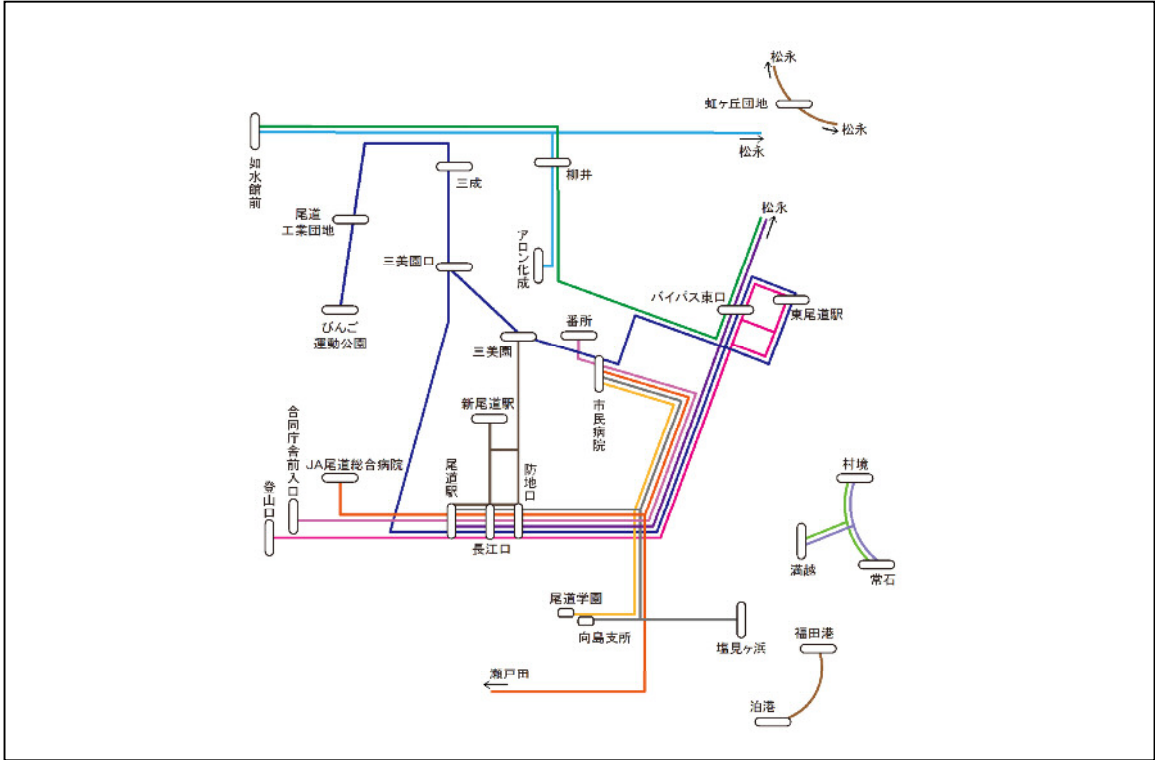 松永
虹ヶ丘団地
松永
松永
如水館前
柳井
三成
尾道
工業団地
松永
アロン化成
三美園口
バイパス東口
東尾道駅
びんご
運動公園
番所
三美園
市民病院
新尾道駅
合同庁舎前入口
JA尾道総合病院
尾道駅
防地口
村境
登山口
長江口
満越
常石
尾道学園
向島支所
塩見ヶ浜
福田港
瀬戸田
泊港